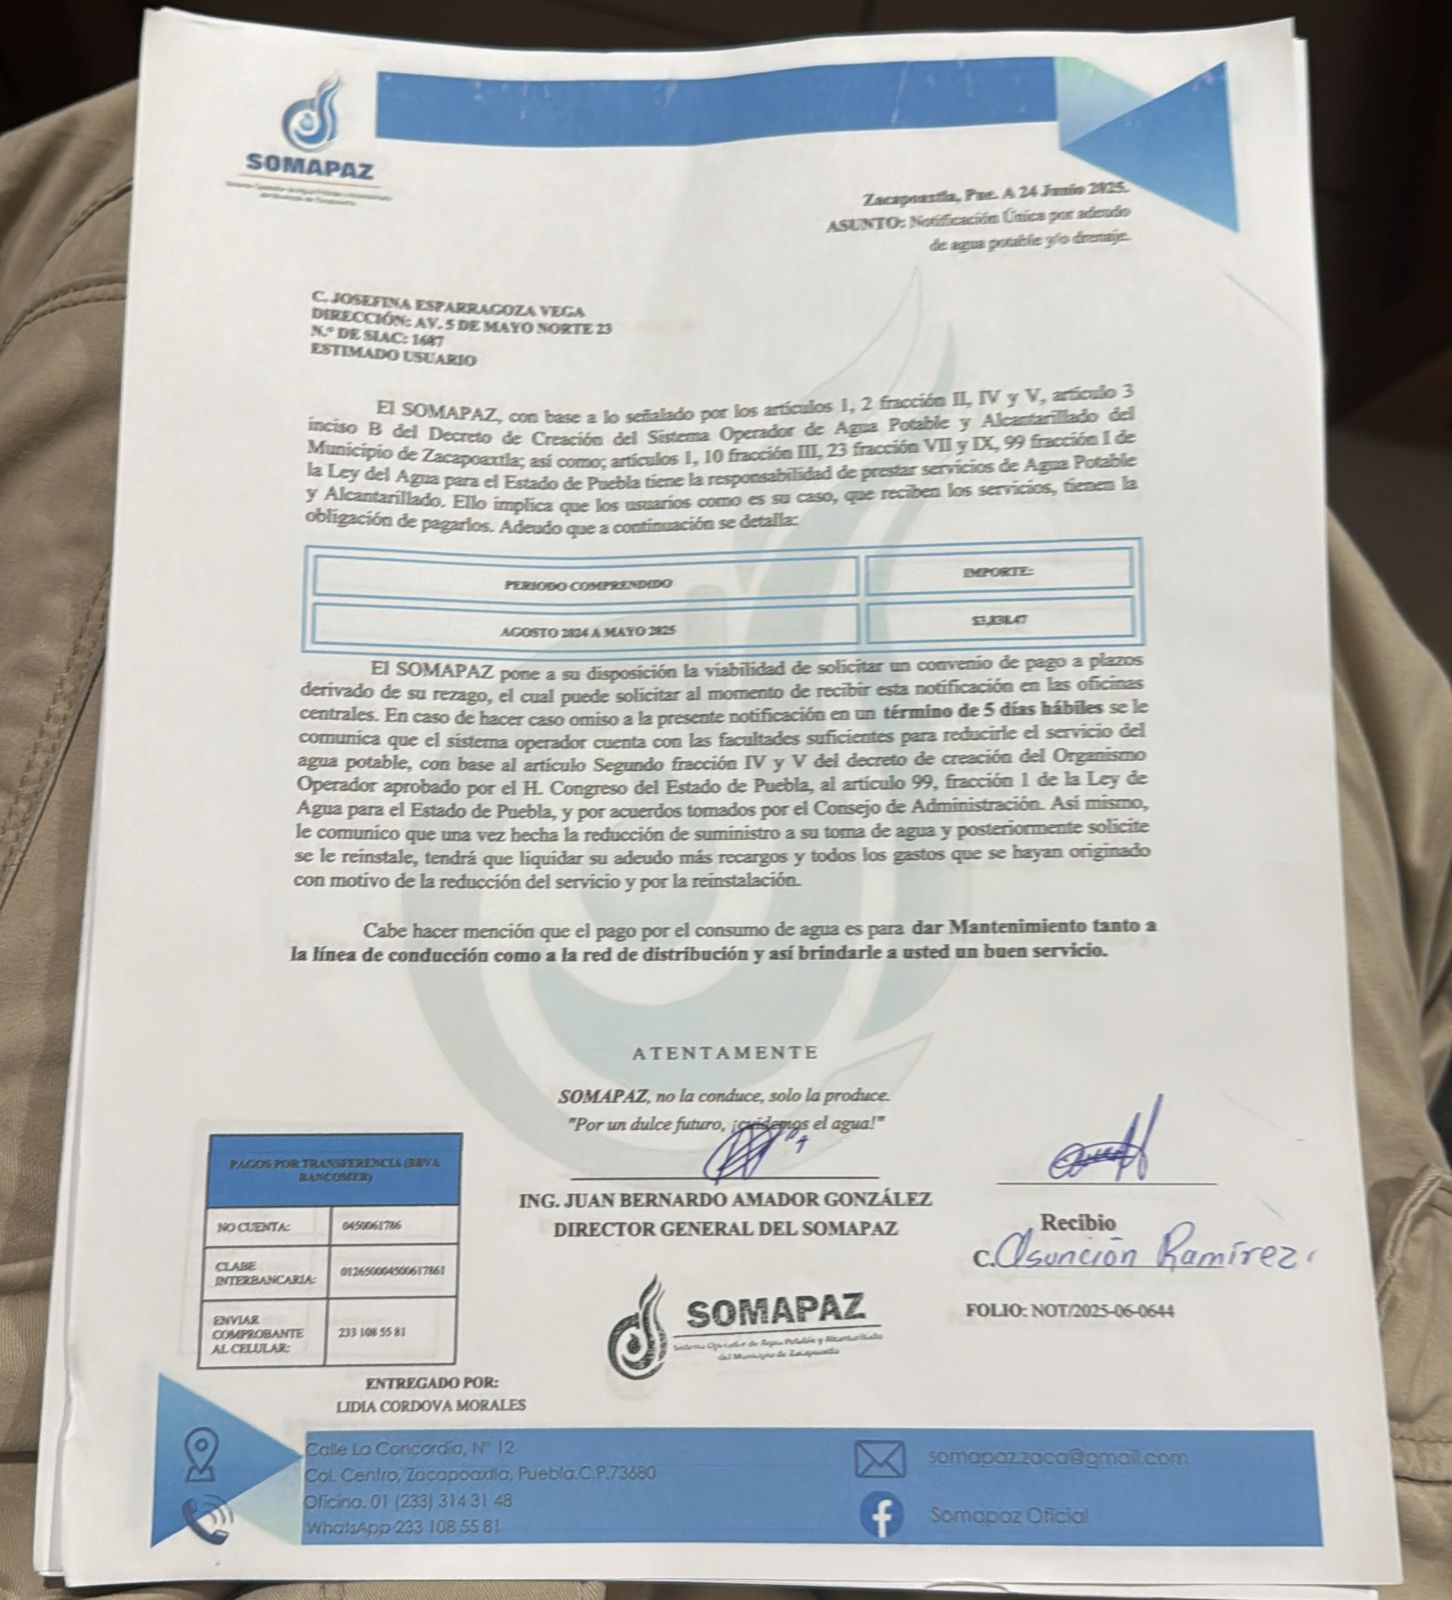 SOMAPAZ
Zacapoaxtla, Pue. A 24 Junio 2025.
ASUNTO: Notificación Única por adeudo
de agua potable y/o drenaje.
C. JOSEFINA ESPARRAGOZA VEGA
DIRECCIÓN: AV. 5 DE MAYO NORTE 23
N.º DE SIAC: 1687
ESTIMADO USUARIO
El SOMAPAZ, con base a lo señalado por los artículos 1, 2 fracción II, IV y V, artículo 3
inciso B del Decreto de Creación del Sistema Operador de Agua Potable y Alcantarillado del
Municipio de Zacapoaxtla; así como; artículos 1, 10 fracción III, 23 fracción VII y IX, 99 fracción I de
la Ley del Agua para el Estado de Puebla tiene la responsabilidad de prestar servicios de Agua Potable
y Alcantarillado. Ello implica que los usuarios como es su caso, que reciben los servicios, tienen la
obligación de pagarlos. Adeudo que a continuación se detalla:
PERIODO COMPRENDIDO
IMPORTE:
AGOSTO 2024 A MAYO 2025
El SOMAPAZ pone a su disposición la viabilidad de solicitar un convenio de pago a plazos
derivado de su rezago, el cual puede solicitar al momento de recibir esta notificación en las oficinas
centrales. En caso de hacer caso omiso a la presente notificación en un término de 5 días hábiles se le
comunica que el sistema operador cuenta con las facultades suficientes para reducirle el servicio del
agua potable, con base al artículo Segundo fracción IV y V del decreto de creación del Organismo
Operador aprobado por el H. Congreso del Estado de Puebla, al artículo 99, fracción 1 de la Ley de
Agua para el Estado de Puebla, y por acuerdos tomados por el Consejo de Administración. Así mismo,
le comunico que una vez hecha la reducción de suministro a su toma de agua y posteriormente solicite
se le reinstale, tendrá que liquidar su adeudo más recargos y todos los gastos que se hayan originado
con motivo de la reducción del servicio y por la reinstalación.
Cabe hacer mención que el pago por el consumo de agua es para dar Mantenimiento tanto a
la línea de conducción como a la red de distribución y así brindarle a usted un buen servicio.
ATENTAMENTE
SOMAPAZ, no la conduce, solo la produce.
"Por un dulce futuro, ¡cuidemos el agua!"
ING. JUAN BERNARDO AMADOR GONZÁLEZ
DIRECTOR GENERAL DEL SOMAPAZ
Recibio
C. Asunción Ramírez
FOLIO: NOT/2025-06-0644
PAGOS POR TRANSFERENCIA (BBVA
BANCOMER)
NO CUENTA:
0450061786
CLABE
INTERBANCARIA:
012650004500617861
ENVIAR
COMPROBANTE
AL CELULAR:
233 108 55 81
SOMAPAZ
Sistema Operador de Agua Potable y Alcantarillado
del Municipio de Zacapoaxtla
ENTREGADO POR:
LIDIA CORDOVA MORALES
Calle La Concordia, N° 12
Col. Centro, Zacapoaxtla, Puebla.C.P.73680
Oficina. 01 (233) 314 31 48
WhatsApp 233 108 55 81
somapaz.zaca@gmail.com
Somapaz Oficial